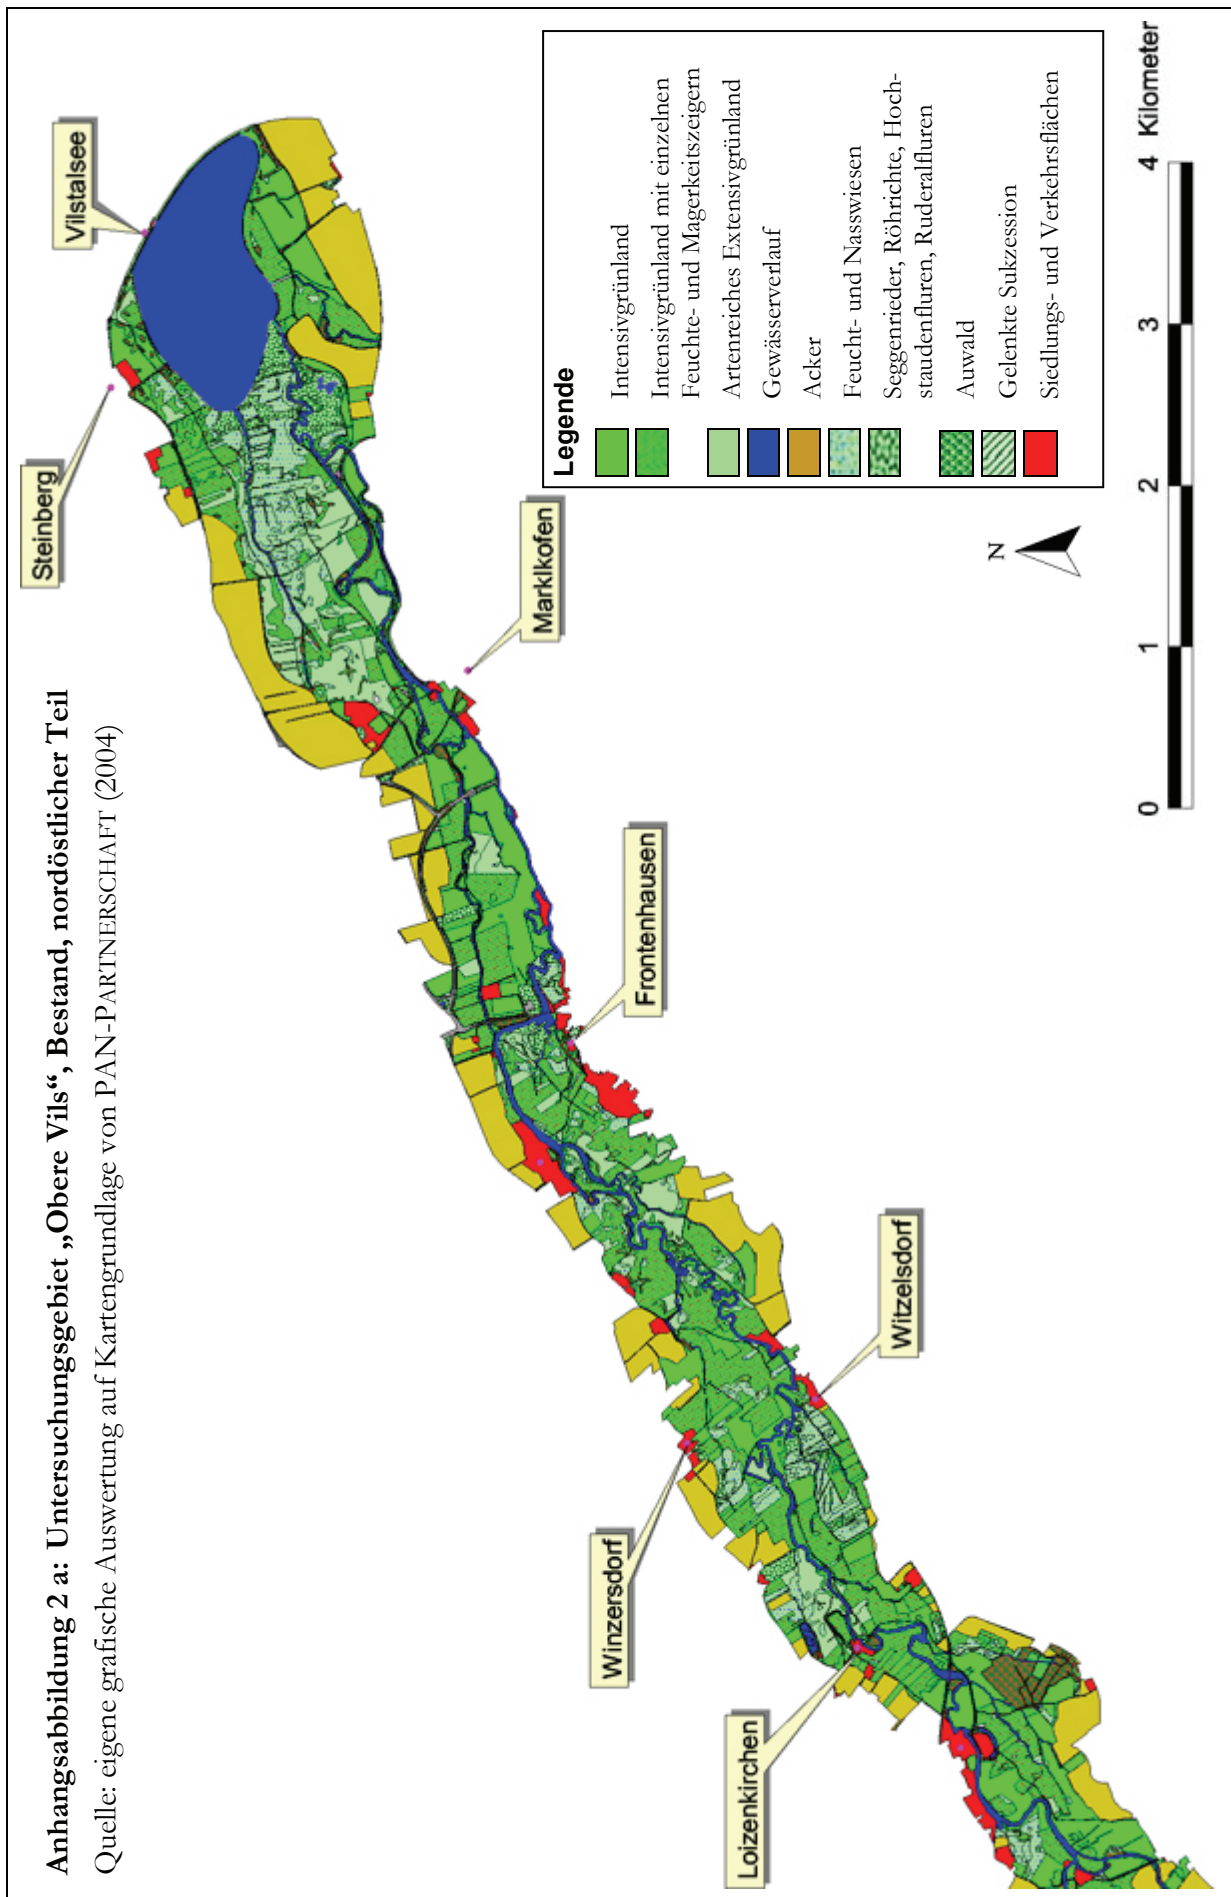 Anhangsabbildung 2 a: Untersuchungsgebiet „Obere Vils“, Bestand, nordöstlicher Teil
Quelle: eigene grafische Auswertung auf Kartengrundlage von PAN-PARTNERSCHAFT (2004)
Loizenkirchen
Winzersdorf
Witzelsdorf
Frontenhausen
Marklkofen
Steinberg
Vilstalsee
Legende
Intensivgrünland
Intensivgrünland mit einzelnen
Feuchte- und Magerkeitszeigern
Artenreiches Extensivgrünland
Gewässerverlauf
Acker
Feucht- und Nasswiesen
Seggenrieder, Röhrichte, Hoch-
staudenfluren, Ruderalfluren
Auwald
Gelenkte Sukzession
Siedlungs- und Verkehrsflächen
N
0 1 2 3 4 Kilometer